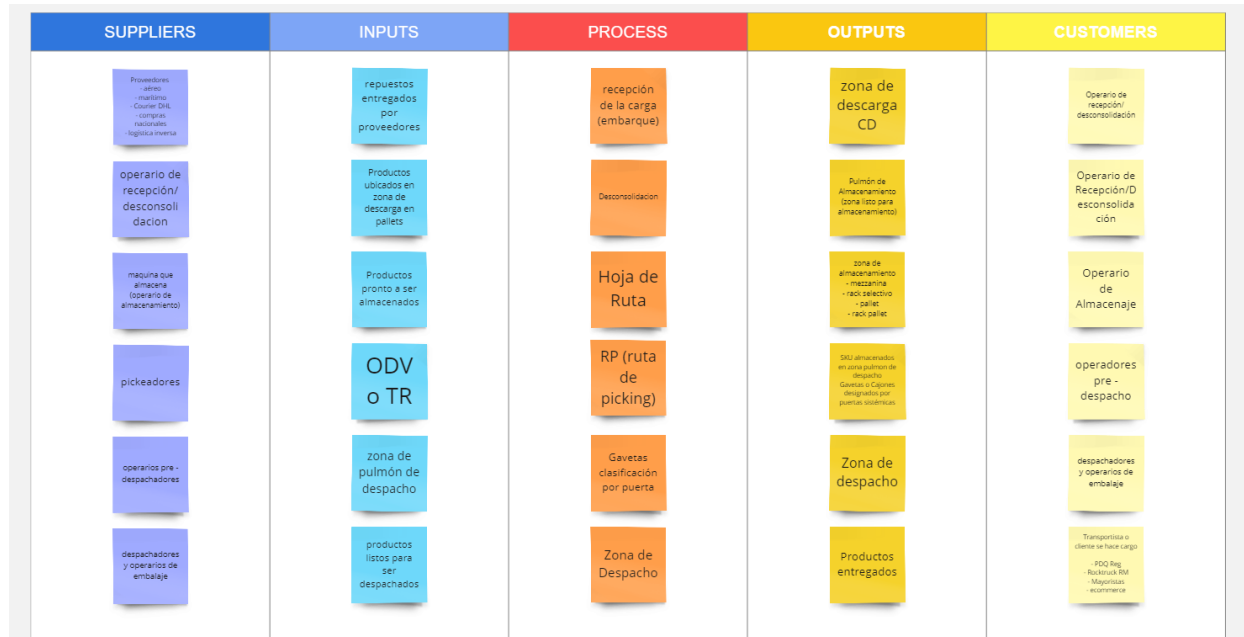 SUPPLIERS
INPUTS
PROCESS
OUTPUTS
CUSTOMERS
Proveedores
- aéreo
- marítimo
- Courier DHL
- compras
nacionales
- logística inversa
repuestos
entregados
por
proveedores
recepción
de la carga
(embarque)
zona de
descarga
CD
Operario de
recepción/
desconsolidación
operario de
recepción/
desconsoli
dacion
Productos
ubicados en
zona de
descarga en
pallets
Desconsolidacion
Pulmón de
Almacenamiento
(zona listo para
almacenamiento)
Operario de
Recepción/D
esconsolida
ción
maquina que
almacena
(operario de
almacenamiento)
Productos
pronto a ser
almacenados
Hoja de
Ruta
zona de
almacenamiento
- mezzanina
- rack selectivo
- pallet
- rack pallet
Operario
de
Almacenaje
pickeadores
ODV
o TR
RP (ruta
de
picking)
SKU almacenados
en zona pulmon de
despacho
Gavetas o Cajones
designados por
puertas sistémicas
operadores
pre -
despacho
operarios pre -
despachadores
zona de
pulmón de
despacho
Gavetas
clasificación
por puerta
Zona de
despacho
despachadores
y operarios de
embalaje
despachadores
y operarios de
embalaje
productos
listos para
ser
despachados
Zona de
Despacho
Productos
entregados
Transportista o
cliente se hace cargo
- PDQ Reg
- Rocktruck RM
- Mayoristas
- ecommerce